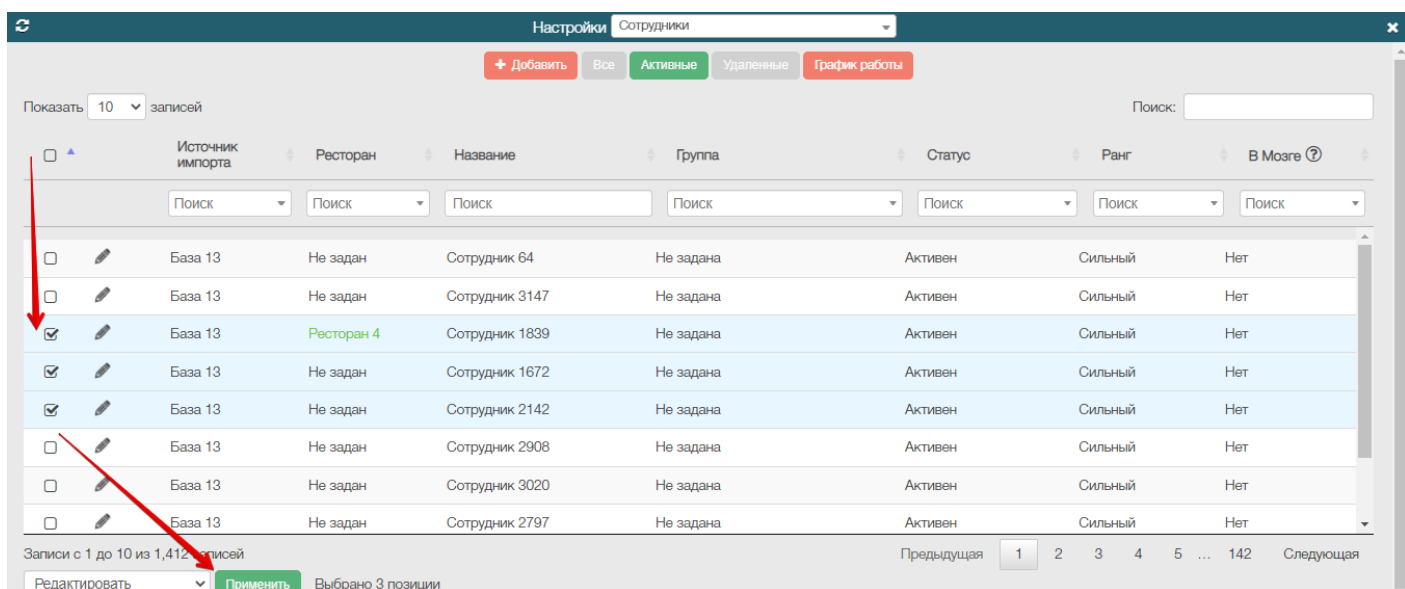 Настройки Сотрудники
+ Добавить Все Активные Удаленные График работы
Показать 10 записей Поиск:
Источник импорта Ресторан Название Группа Статус Ранг В Мозге ?
Поиск Поиск Поиск Поиск Поиск Поиск Поиск
База 13 Не задан Сотрудник 64 Не задана Активен Сильный Нет
База 13 Не задан Сотрудник 3147 Не задана Активен Сильный Нет
База 13 Ресторан 4 Сотрудник 1839 Не задана Активен Сильный Нет
База 13 Не задан Сотрудник 1672 Не задана Активен Сильный Нет
База 13 Не задан Сотрудник 2142 Не задана Активен Сильный Нет
База 13 Не задан Сотрудник 2908 Не задана Активен Сильный Нет
База 13 Не задан Сотрудник 3020 Не задана Активен Сильный Нет
База 13 Не задан Сотрудник 2797 Не задана Активен Сильный Нет
Записи с 1 до 10 из 1,412 записей Предыдущая 1 2 3 4 5 … 142 Следующая
Редактировать Применить Выбрано 3 позиции